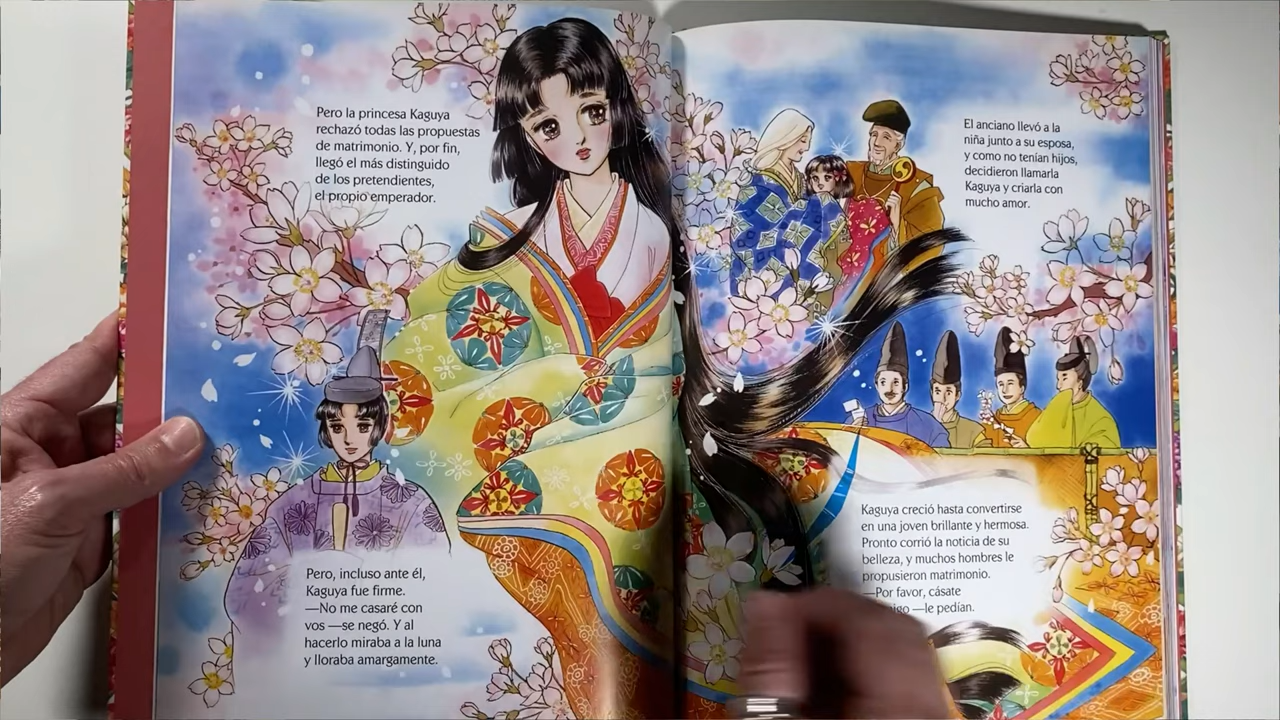 Pero la princesa Kaguya
rechazó todas las propuestas
de matrimonio. Y, por fin,
llegó el más distinguido
de los pretendientes,
el propio emperador.
Pero, incluso ante él,
Kaguya fue firme.
—No me casaré con
vos —se negó. Y al
hacerlo miraba a la luna
y lloraba amargamente.
El anciano llevó a la
niña junto a su esposa,
y como no tenían hijos,
decidieron llamarla
Kaguya y criarla con
mucho amor.
Kaguya creció hasta convertirse
en una joven brillante y hermosa.
Pronto corrió la noticia de su
belleza, y muchos hombres le
propusieron matrimonio.
—Por favor, cásate
—le pedían.